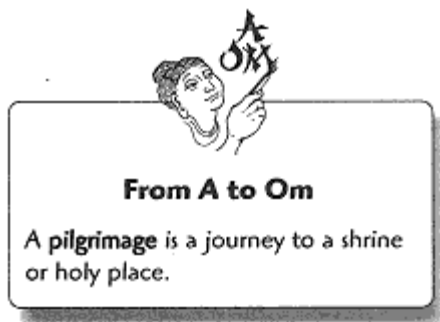 A
OM
From A to Om
A pilgrimage is a journey to a shrine
or holy place.